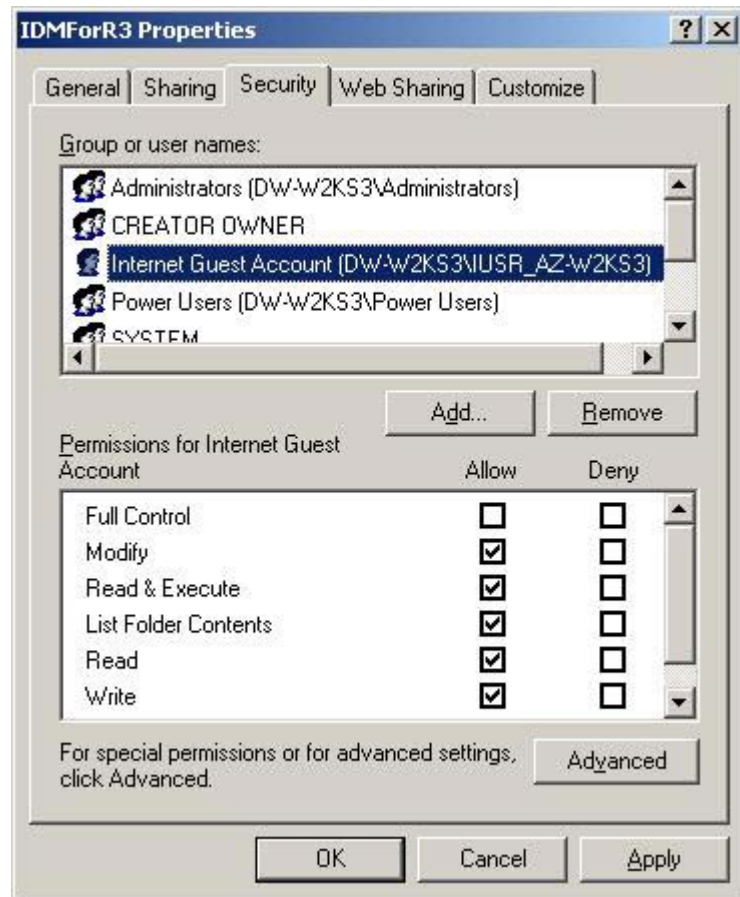 IDMForR3 Properties
General Sharing Security Web Sharing Customize
Group or user names:
Administrators (DW-W2KS3\Administrators)
CREATOR OWNER
Internet Guest Account (DW-W2KS3\IUSR_AZ-W2KS3)
Power Users (DW-W2KS3\Power Users)
SYSTEM
Add... Remove
Permissions for Internet Guest
Account Allow Deny
Full Control
Modify
Read & Execute
List Folder Contents
Read
Write
For special permissions or for advanced settings,
click Advanced.
Advanced
OK Cancel Apply